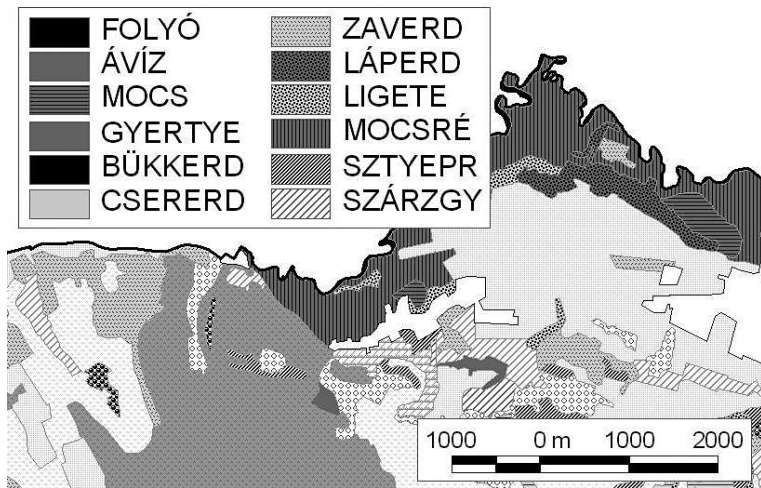 FOLYÓ
ÁVÍZ
MOCS
GYERTYE
BÜKKERD
CSERERD
ZAVERD
LÁPERD
LIGETE
MOCSRÉ
SZTYEPR
SZÁRZGY
1000 0 m 1000 2000